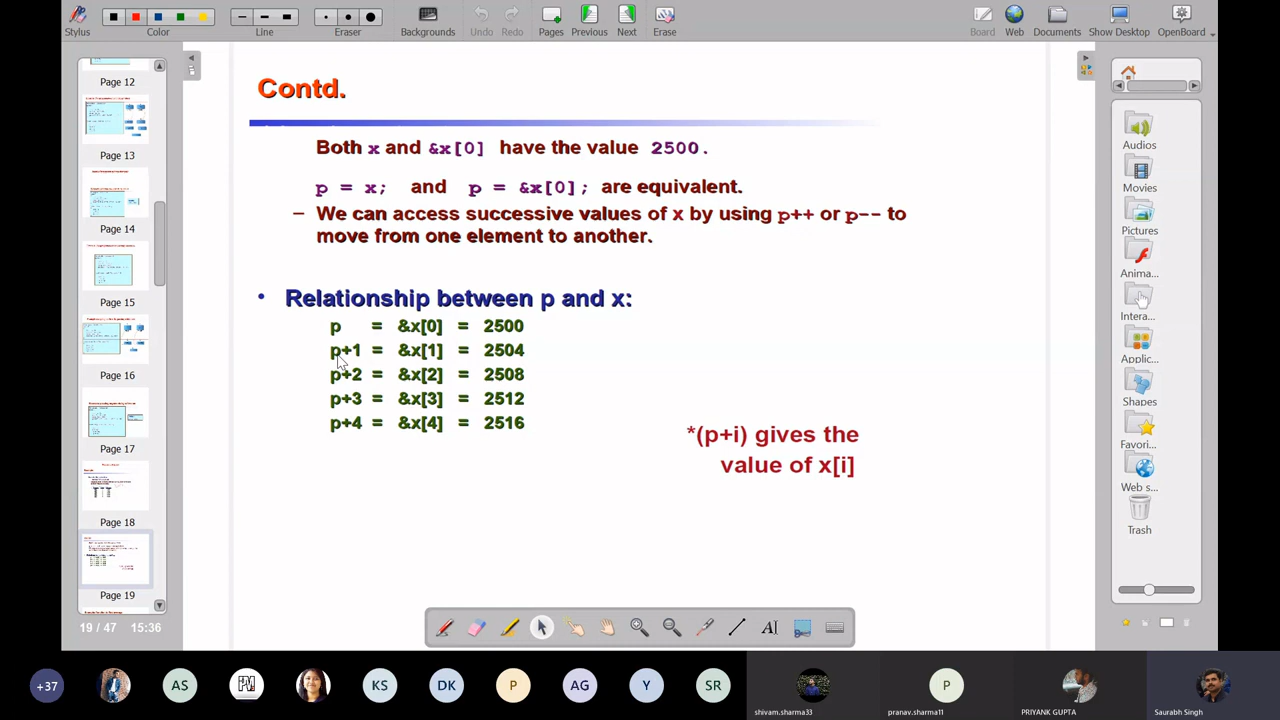 Stylus
Color
Line
Eraser
Backgrounds
Undo
Redo
Pages
Previous
Next
Erase
Board
Web
Documents
Show Desktop
OpenBoard
Page 12
Page 13
Page 14
Page 15
Page 16
Page 17
Page 18
Page 19
19 / 47 15:36
Contd.
Both x and &x[0] have the value 2500.
p = x; and p = &x[0]; are equivalent.
– We can access successive values of x by using p++ or p-- to
move from one element to another.
• Relationship between p and x:
p = &x[0] = 2500
p+1 = &x[1] = 2504
p+2 = &x[2] = 2508
p+3 = &x[3] = 2512
p+4 = &x[4] = 2516
*(p+i) gives the
value of x[i]
Audios
Movies
Pictures
Anima...
Intera...
Applic...
Shapes
Favori...
Web s...
Trash
+37
AS
KS
DK
P
AG
Y
SR
P
shivam.sharma33
pranav.sharma11
PRIYANK GUPTA
Saurabh Singh